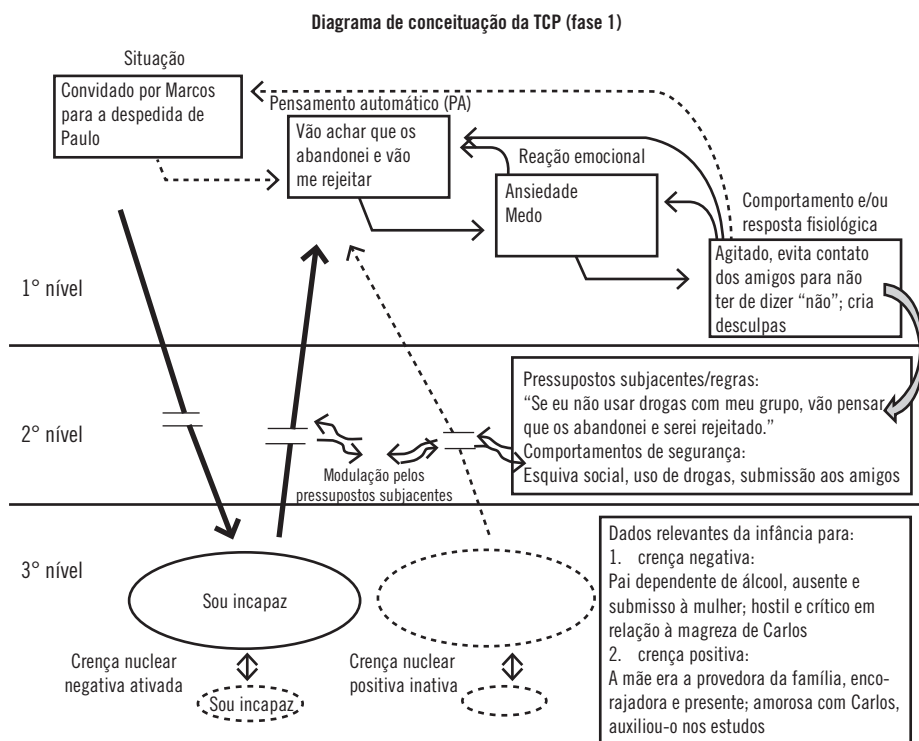 Diagrama de conceituação da TCP (fase 1)
Situação
Convidado por Marcos
para a despedida de
Paulo
Pensamento automático (PA)
Vão achar que os
abandonei e vão
me rejeitar
Reação emocional
Ansiedade
Medo
Comportamento e/ou
resposta fisiológica
Agitado, evita contato
dos amigos para não
ter de dizer “não”; cria
desculpas
1° nível
2° nível
Modulação pelos
pressupostos subjacentes
Pressupostos subjacentes/regras:
“Se eu não usar drogas com meu grupo, vão pensar
que os abandonei e serei rejeitado.”
Comportamentos de segurança:
Esquiva social, uso de drogas, submissão aos amigos
3° nível
Sou incapaz
Crença nuclear
negativa ativada
Sou incapaz
Crença nuclear
positiva inativa
Dados relevantes da infância para:
1. crença negativa:
Pai dependente de álcool, ausente e
submisso à mulher; hostil e crítico em
relação à magreza de Carlos
2. crença positiva:
A mãe era a provedora da família, enco-
rajadora e presente; amorosa com Carlos,
auxiliou-o nos estudos